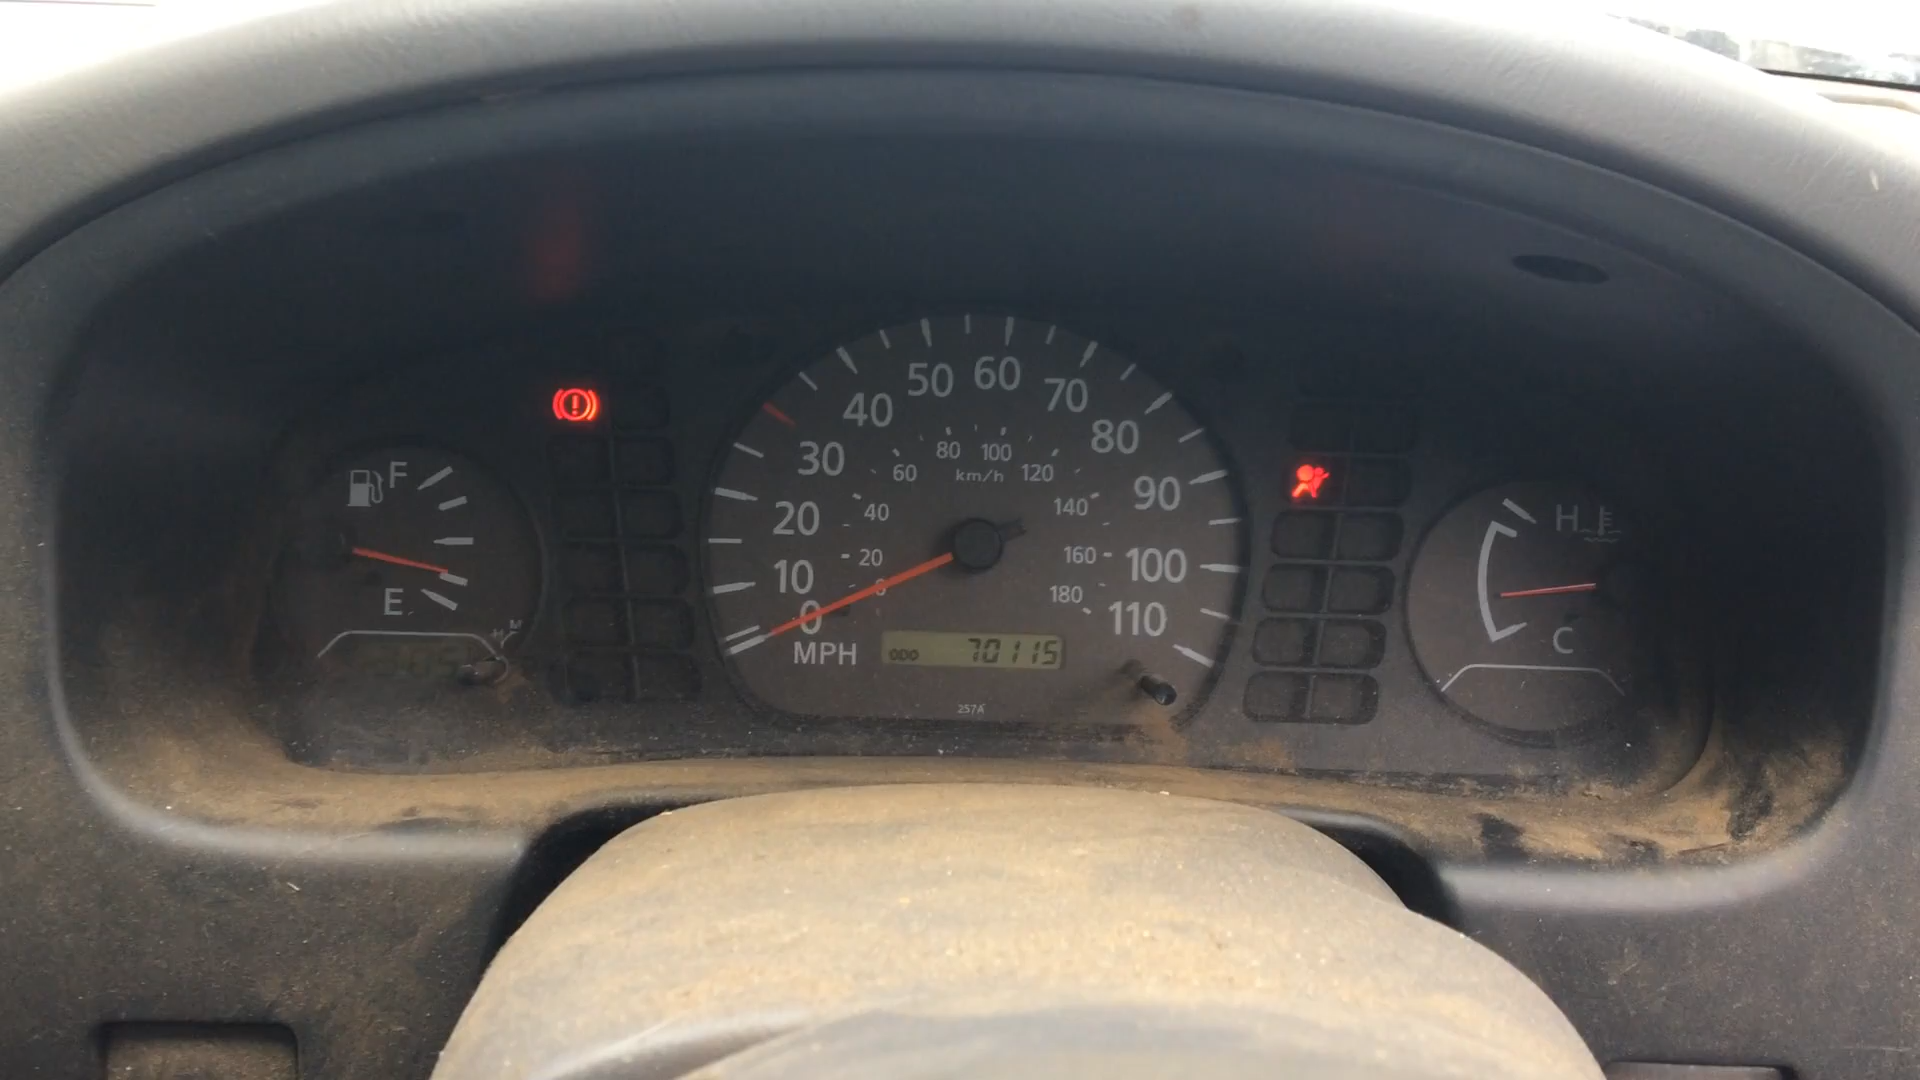 F
E
H
M
50 60
40 70
30 80
20 90
10 100
0 110
80 100
60 km/h 120
40 140
20 160
0 180
MPH
ODO 70115
257A
H
C